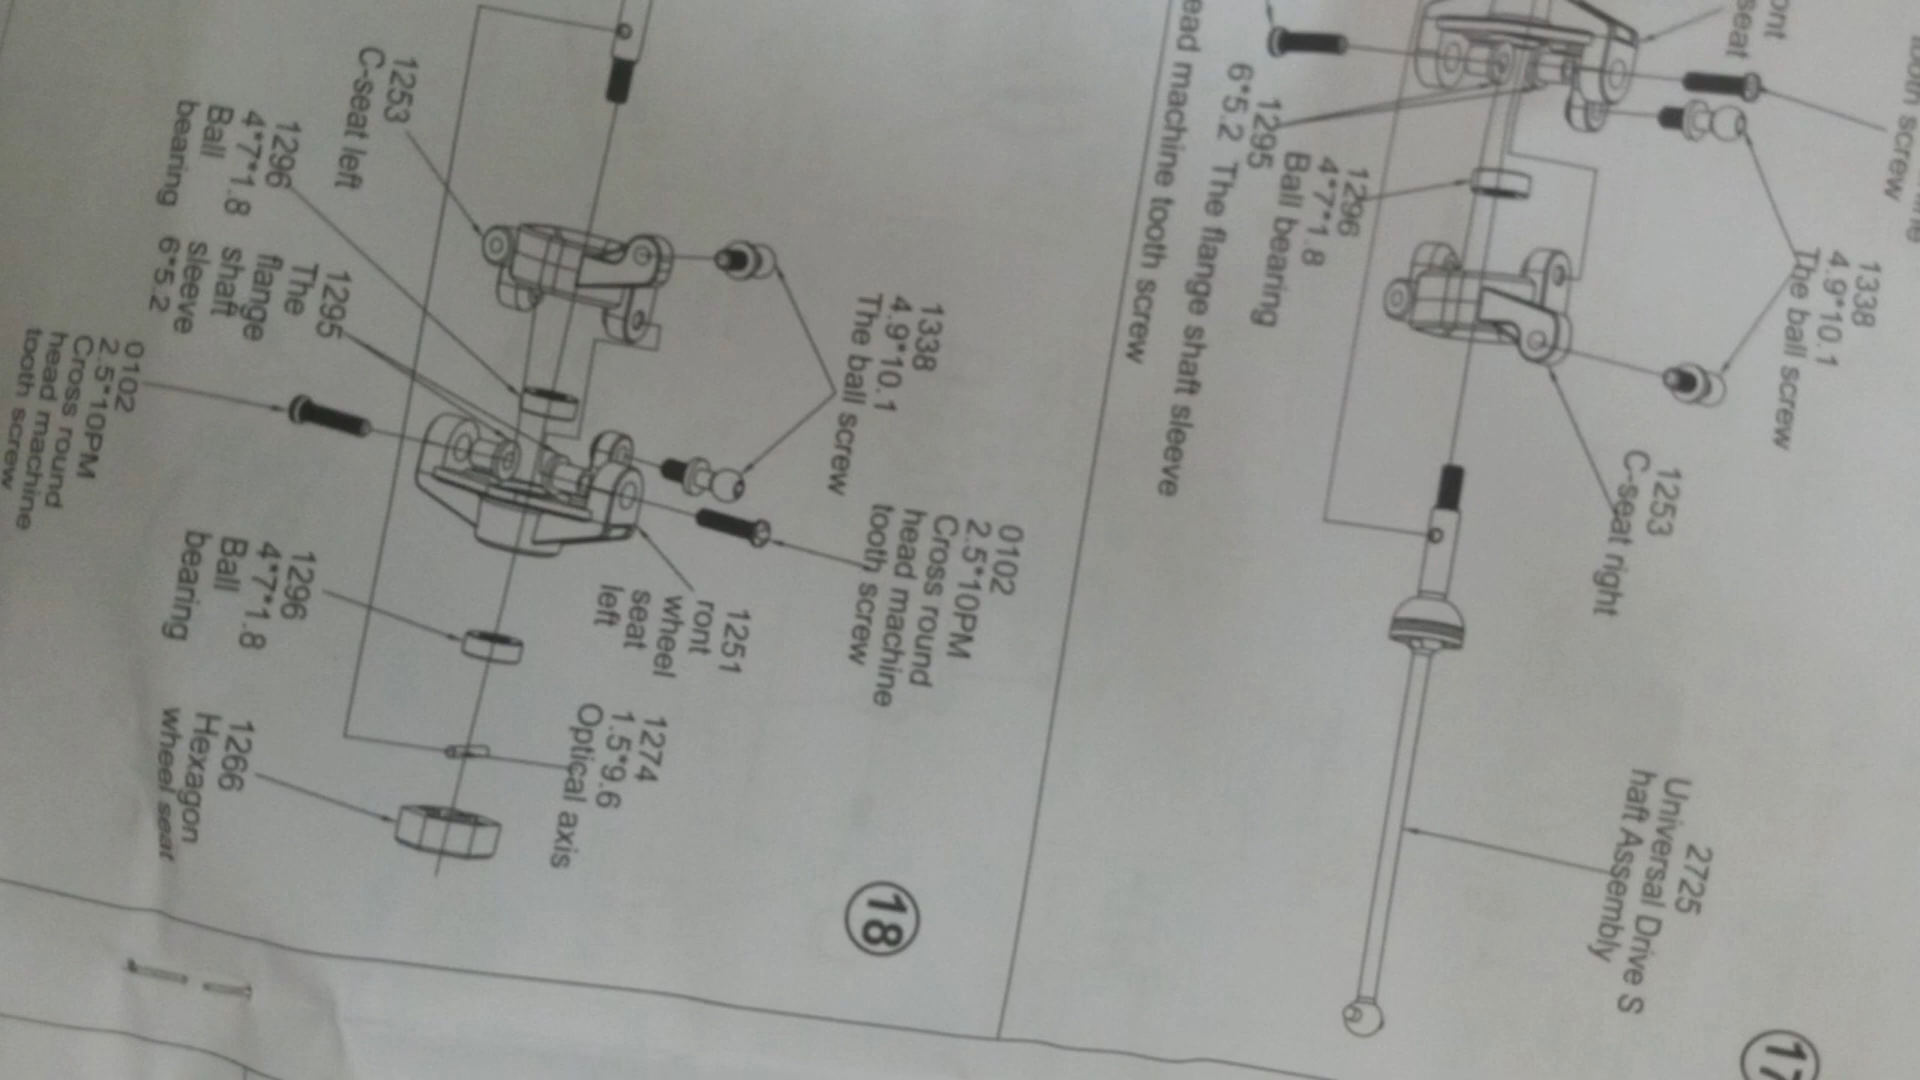 17
1338
4.9*10.1
The ball screw
tooth screw
ont
seat
1296
4*7*1.8
Ball bearing
1295
6*5.2 The flange shaft sleeve
ead machine tooth screw
1253
C-seat right
2725
Universal Drive S
haft Assembly
18
1253
C-seat left
1296
4*7*1.8
Ball
bearing
1295
The
flange
shaft
sleeve
6*5.2
0102
2.5*10PM
Cross round
head machine
tooth screw
1338
4.9*10.1
The ball screw
0102
2.5*10PM
Cross round
head machine
tooth screw
1251
ront
wheel
seat
left
1296
4*7*1.8
Ball
bearing
1274
1.5*9.6
Optical axis
1266
Hexagon
wheel seat